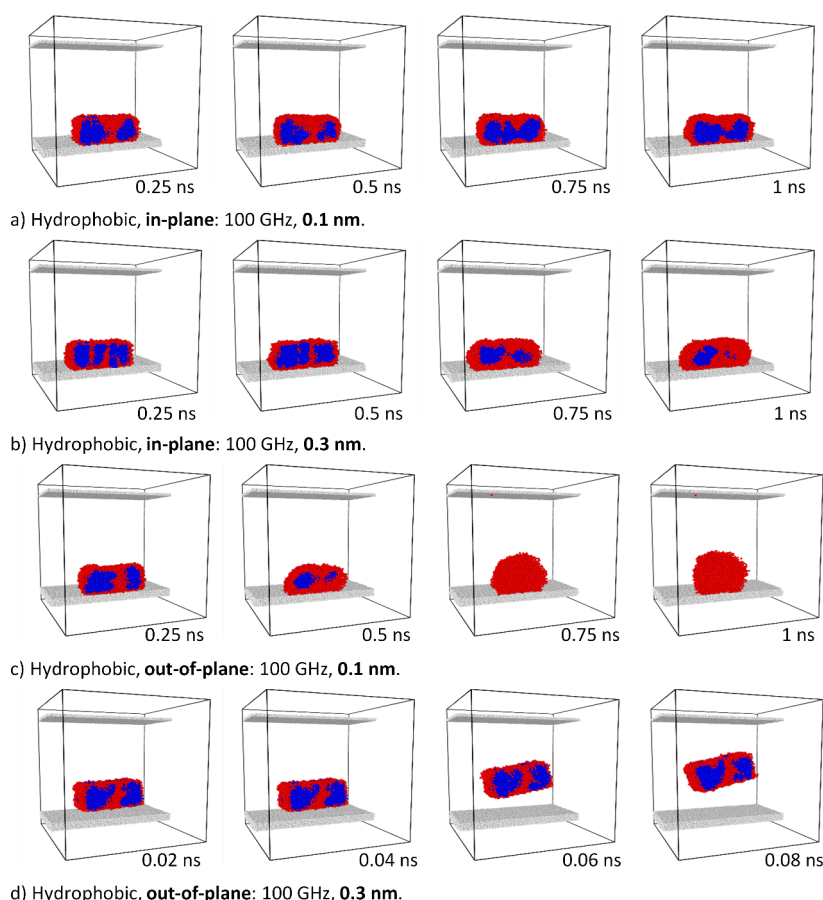 0.25 ns 0.5 ns 0.75 ns 1 ns
a) Hydrophobic, in-plane: 100 GHz, 0.1 nm.
0.25 ns 0.5 ns 0.75 ns 1 ns
b) Hydrophobic, in-plane: 100 GHz, 0.3 nm.
0.25 ns 0.5 ns 0.75 ns 1 ns
c) Hydrophobic, out-of-plane: 100 GHz, 0.1 nm.
0.02 ns 0.04 ns 0.06 ns 0.08 ns
d) Hydrophobic, out-of-plane: 100 GHz, 0.3 nm.